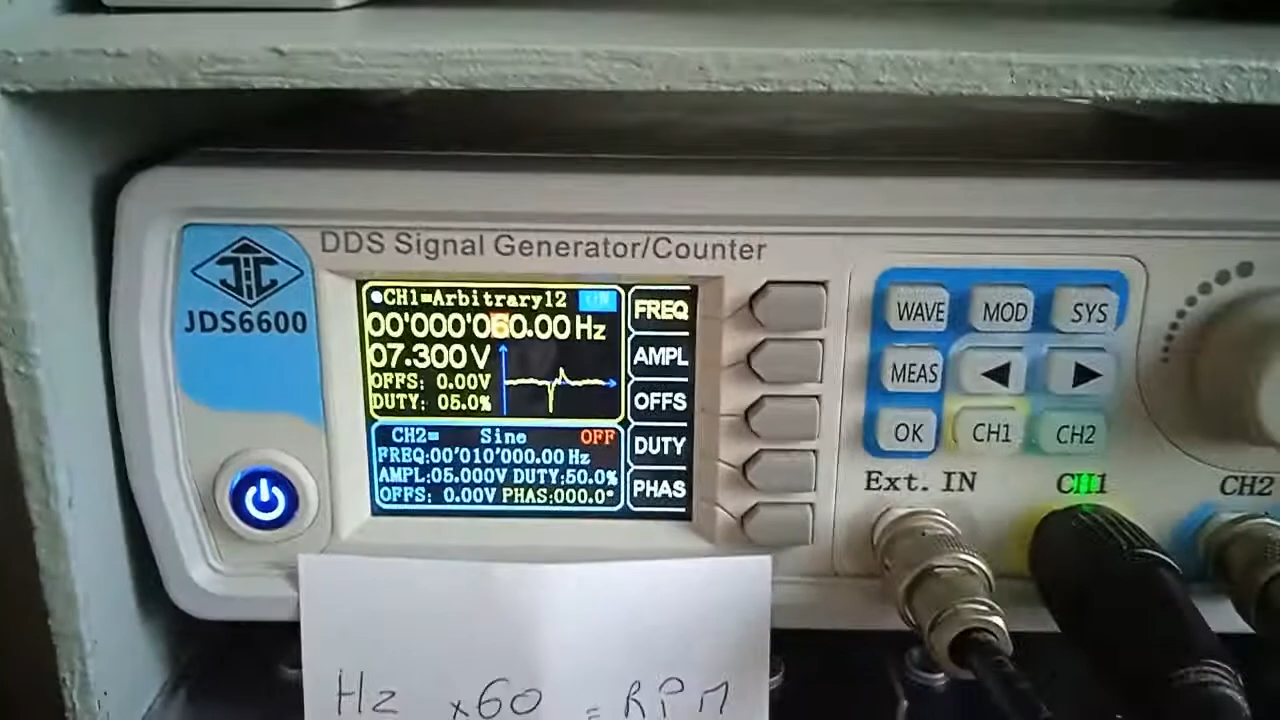 DDS Signal Generator/Counter
JDS6600
CH1=Arbitrary12 ON
00'000'060.00 Hz
07.300V
OFFS: 0.00V
DUTY: 05.0%
CH2= Sine OFF
FREQ:00'010'000.00 Hz
AMPL:05.000V DUTY:50.0%
OFFS: 0.00V PHAS:000.0°
FREQ
AMPL
OFFS
DUTY
PHAS
WAVE MOD SYS
MEAS
OK CH1 CH2
Ext. IN CH1 CH2
Hz x60 = RPM